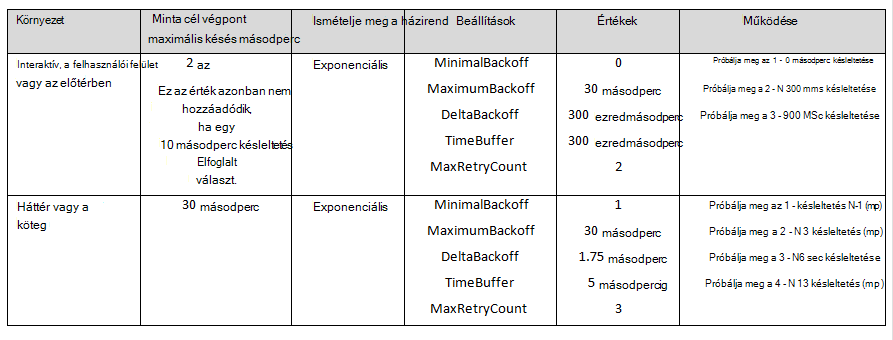 Környezet
Minta cél végpont
maximális késés másodperc
Ismételje meg a házirend
Beállítások
Értékek
Működése
Interaktív, a felhasználói felület
vagy az előtérben
2 az
Ez az érték azonban nem
hozzáadódik,
ha egy
10 másodperc késleltetés
Elfoglalt
választ.
Exponenciális
MinimalBackoff
MaximumBackoff
DeltaBackoff
TimeBuffer
MaxRetryCount
0
30 másodperc
300 ezredmásodperc
300 ezredmásodperc
2
Próbálja meg az 1 - 0 másodperc késleltetése
Próbálja meg a 2 - N 300 mms késleltetése
Próbálja meg a 3 - 900 MSc késleltetése
Háttér vagy a
köteg
30 másodperc
Exponenciális
MinimalBackoff
MaximumBackoff
DeltaBackoff
TimeBuffer
MaxRetryCount
1
30 másodperc
1.75 másodperc
5 másodpercig
3
Próbálja meg az 1 - késleltetés N-1 (mp)
Próbálja meg a 2 - N 3 késleltetés (mp)
Próbálja meg a 3 - N6 sec késleltetése
Próbálja meg a 4 - N 13 késleltetés (mp)